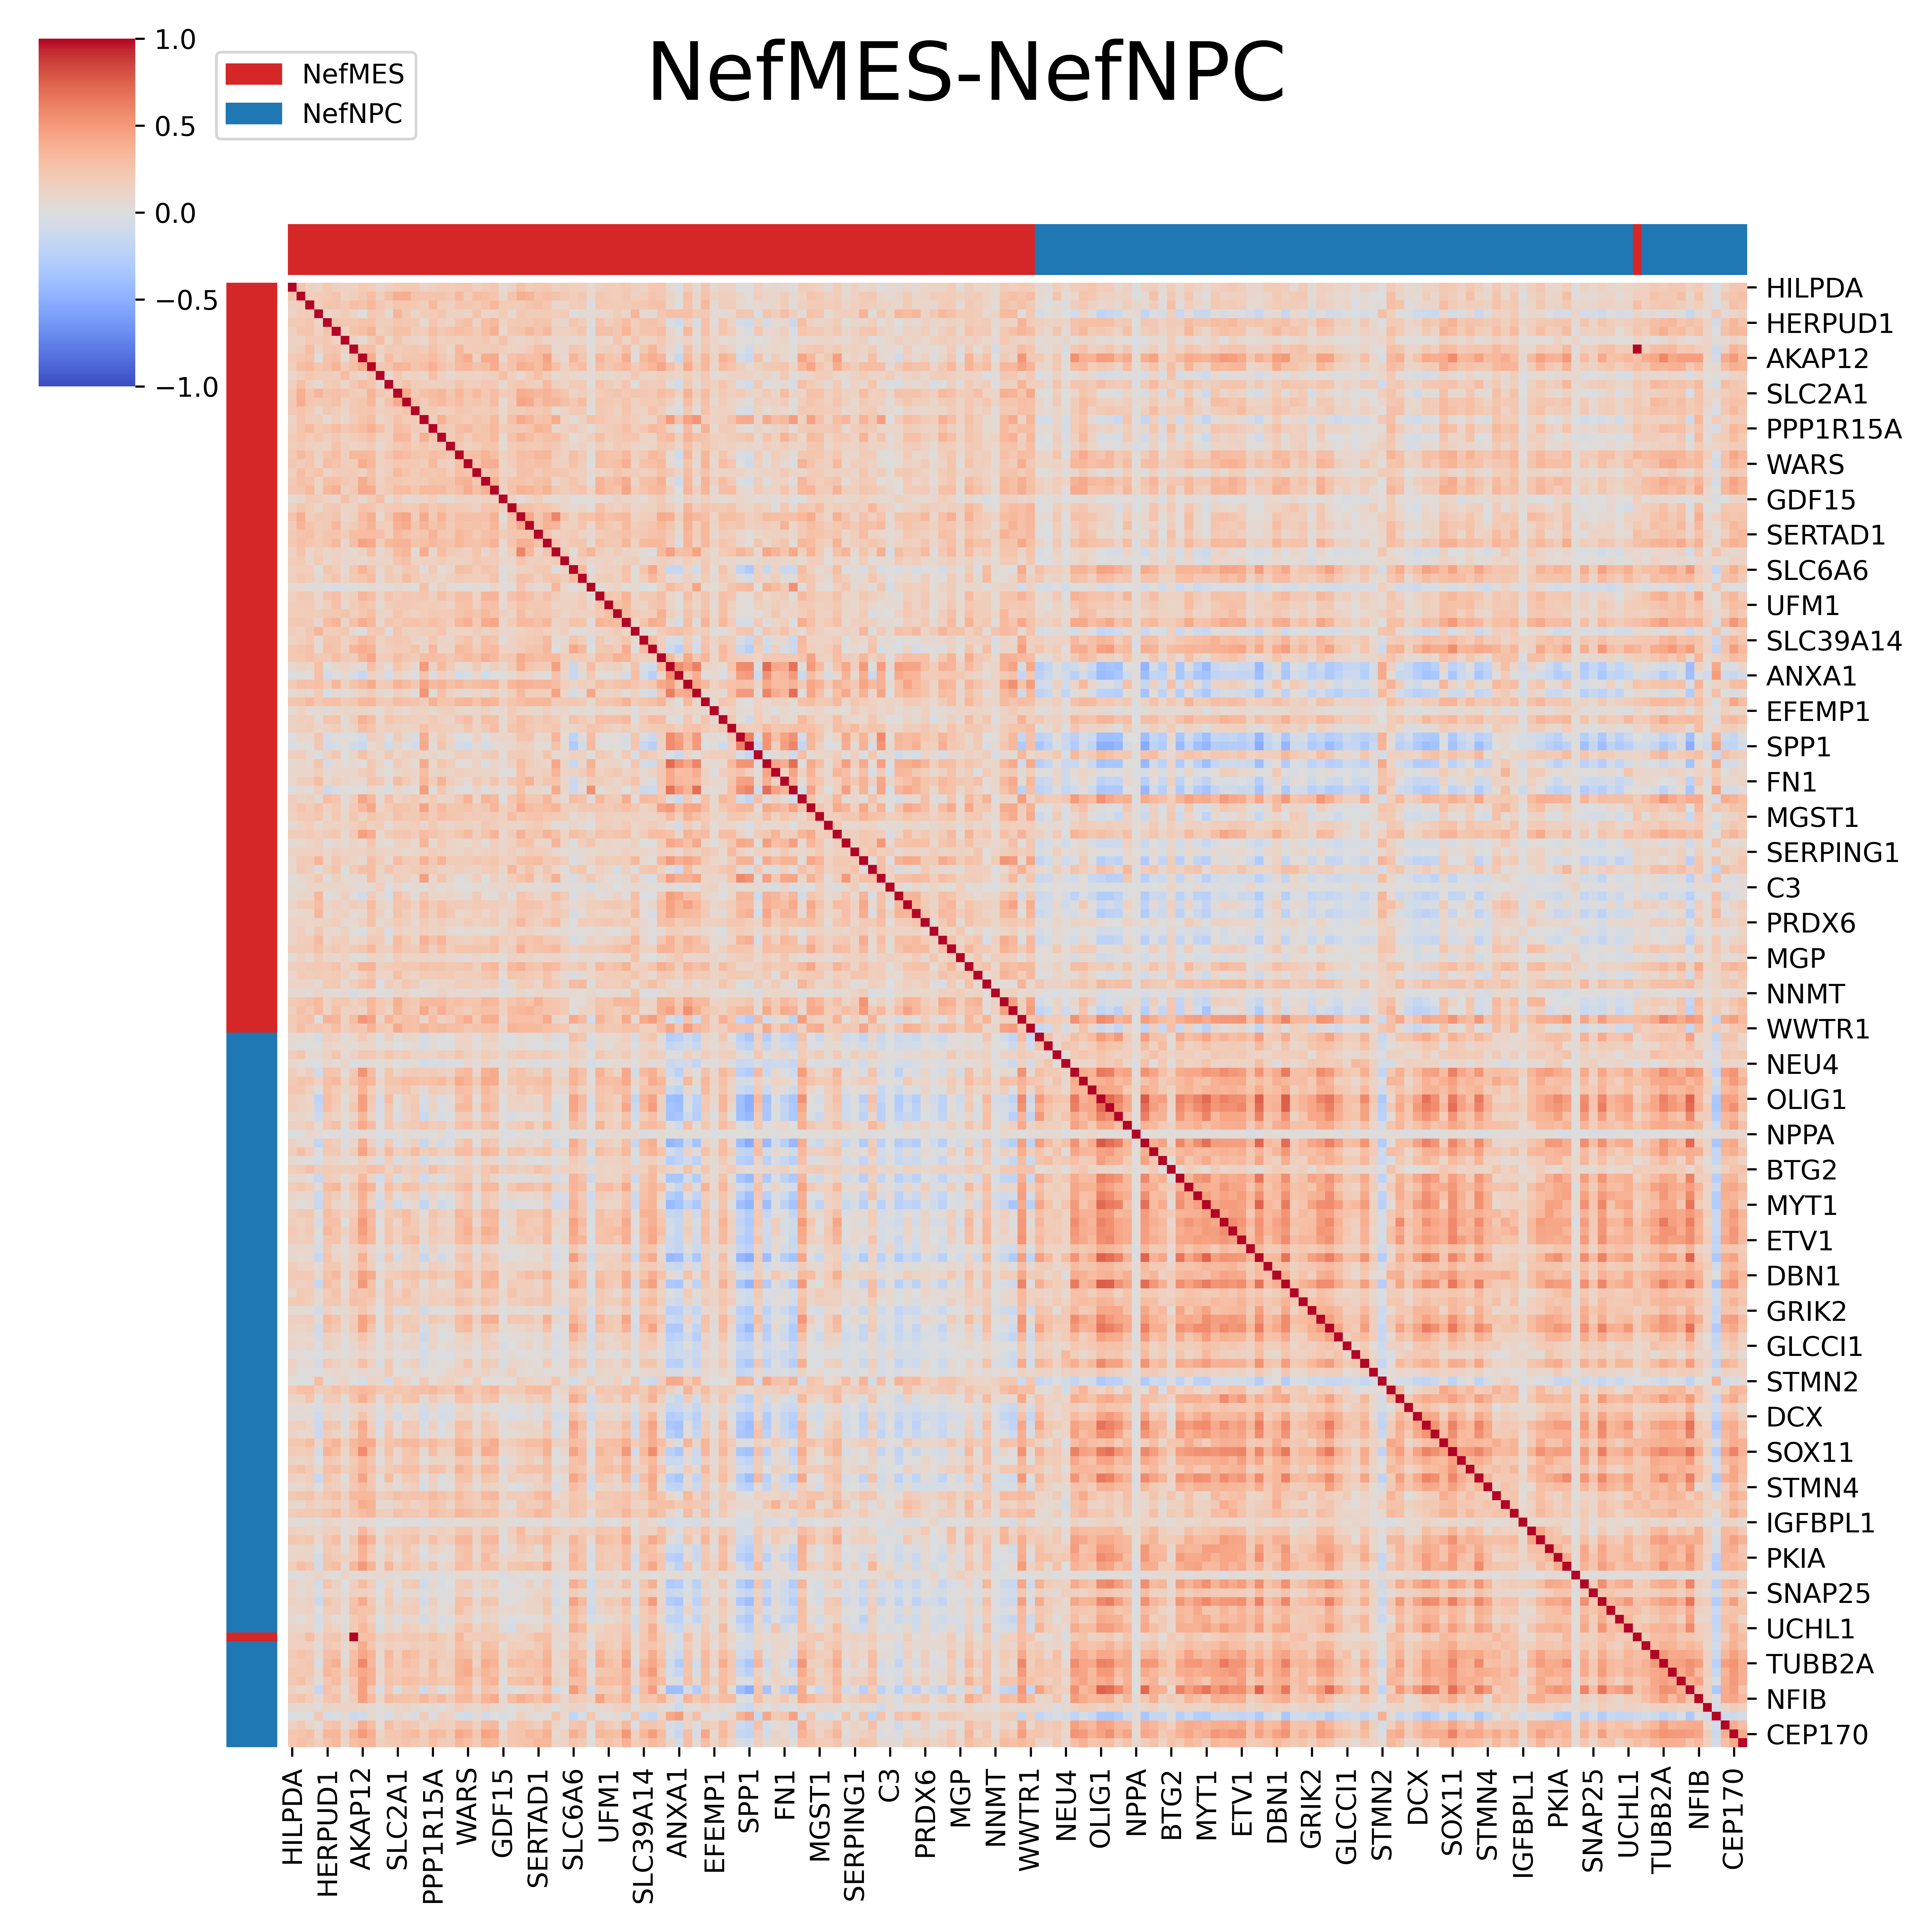 NefMES-NefNPC
1.0
0.5
0.0
−0.5
−1.0
NefMES
NefNPC
HILPDA
HERPUD1
AKAP12
SLC2A1
PPP1R15A
WARS
GDF15
SERTAD1
SLC6A6
UFM1
SLC39A14
ANXA1
EFEMP1
SPP1
FN1
MGST1
SERPING1
C3
PRDX6
MGP
NNMT
WWTR1
NEU4
OLIG1
NPPA
BTG2
MYT1
ETV1
DBN1
GRIK2
GLCCI1
STMN2
DCX
SOX11
STMN4
IGFBPL1
PKIA
SNAP25
UCHL1
TUBB2A
NFIB
CEP170
HILPDA
HERPUD1
AKAP12
SLC2A1
PPP1R15A
WARS
GDF15
SERTAD1
SLC6A6
UFM1
SLC39A14
ANXA1
EFEMP1
SPP1
FN1
MGST1
SERPING1
C3
PRDX6
MGP
NNMT
WWTR1
NEU4
OLIG1
NPPA
BTG2
MYT1
ETV1
DBN1
GRIK2
GLCCI1
STMN2
DCX
SOX11
STMN4
IGFBPL1
PKIA
SNAP25
UCHL1
TUBB2A
NFIB
CEP170